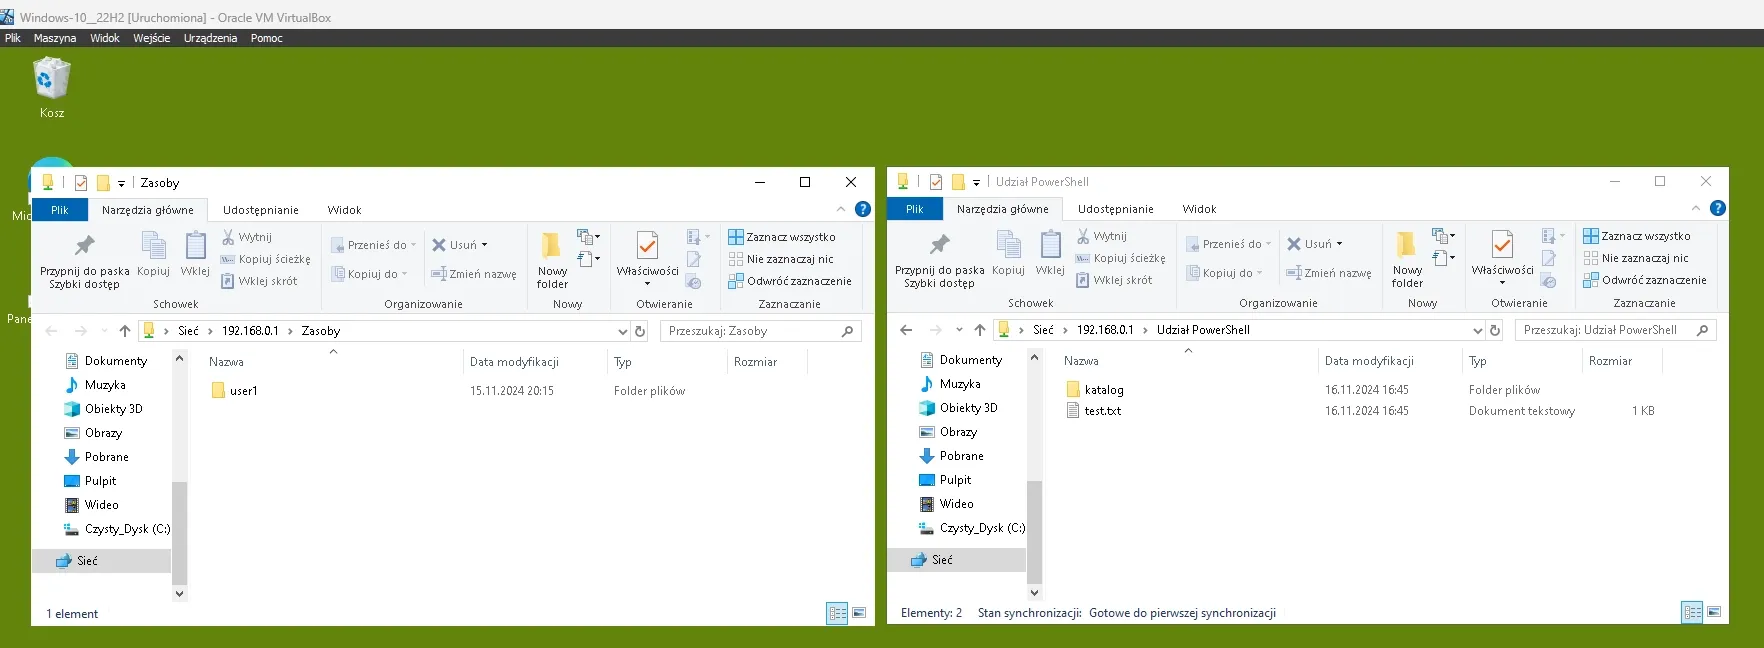 Windows-10__22H2 [Uruchomiona] - Oracle VM VirtualBox
Plik Maszyna Widok Wejście Urządzenia Pomoc
Kosz
Zasoby
Plik Narzędzia główne Udostępnianie Widok
Przypnij do paska Szybki dostęp
Kopiuj
Wklej
Wytnij
Kopiuj ścieżkę
Wklej skrót
Schowek
Przenieś do
Kopiuj do
Usuń
Zmień nazwę
Organizowanie
Nowy folder
Nowy
Właściwości
Otwieranie
Zaznacz wszystko
Nie zaznaczaj nic
Odwróć zaznaczenie
Zaznaczanie
Sieć 192.168.0.1 Zasoby
Przeszukaj: Zasoby
Dokumenty
Muzyka
Obiekty 3D
Obrazy
Pobrane
Pulpit
Wideo
Czysty_Dysk (C:)
Sieć
Nazwa Data modyfikacji Typ Rozmiar
user1 15.11.2024 20:15 Folder plików
1 element
Udział PowerShell
Plik Narzędzia główne Udostępnianie Widok
Przypnij do paska Szybki dostęp
Kopiuj
Wklej
Wytnij
Kopiuj ścieżkę
Wklej skrót
Schowek
Przenieś do
Kopiuj do
Usuń
Zmień nazwę
Organizowanie
Nowy folder
Nowy
Właściwości
Otwieranie
Zaznacz wszystko
Nie zaznaczaj nic
Odwróć zaznaczenie
Zaznaczanie
Sieć 192.168.0.1 Udział PowerShell
Przeszukaj: Udział PowerShell
Dokumenty
Muzyka
Obiekty 3D
Obrazy
Pobrane
Pulpit
Wideo
Czysty_Dysk (C:)
Sieć
Nazwa Data modyfikacji Typ Rozmiar
katalog 16.11.2024 16:45 Folder plików
test.txt 16.11.2024 16:45 Dokument tekstowy 1 KB
Elementy: 2 Stan synchronizacji: Gotowe do pierwszej synchronizacji